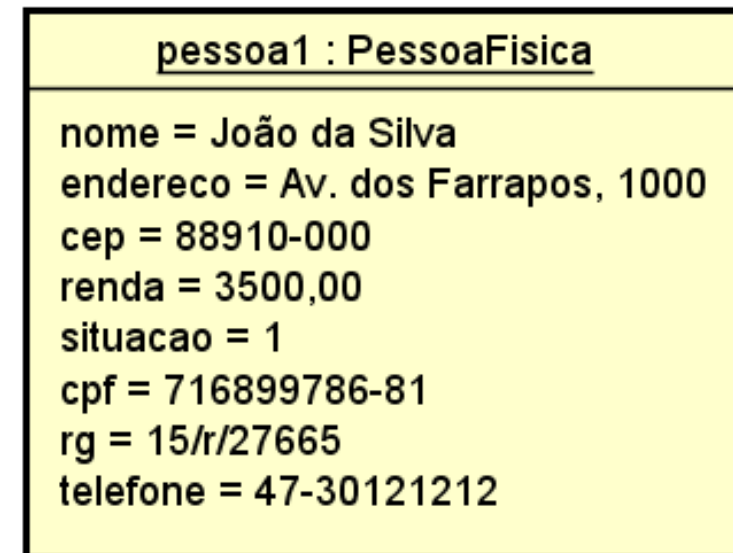 pessoa1 : PessoaFisica
nome = João da Silva
endereco = Av. dos Farrapos, 1000
cep = 88910-000
renda = 3500,00
situacao = 1
cpf = 716899786-81
rg = 15/r/27665
telefone = 47-30121212